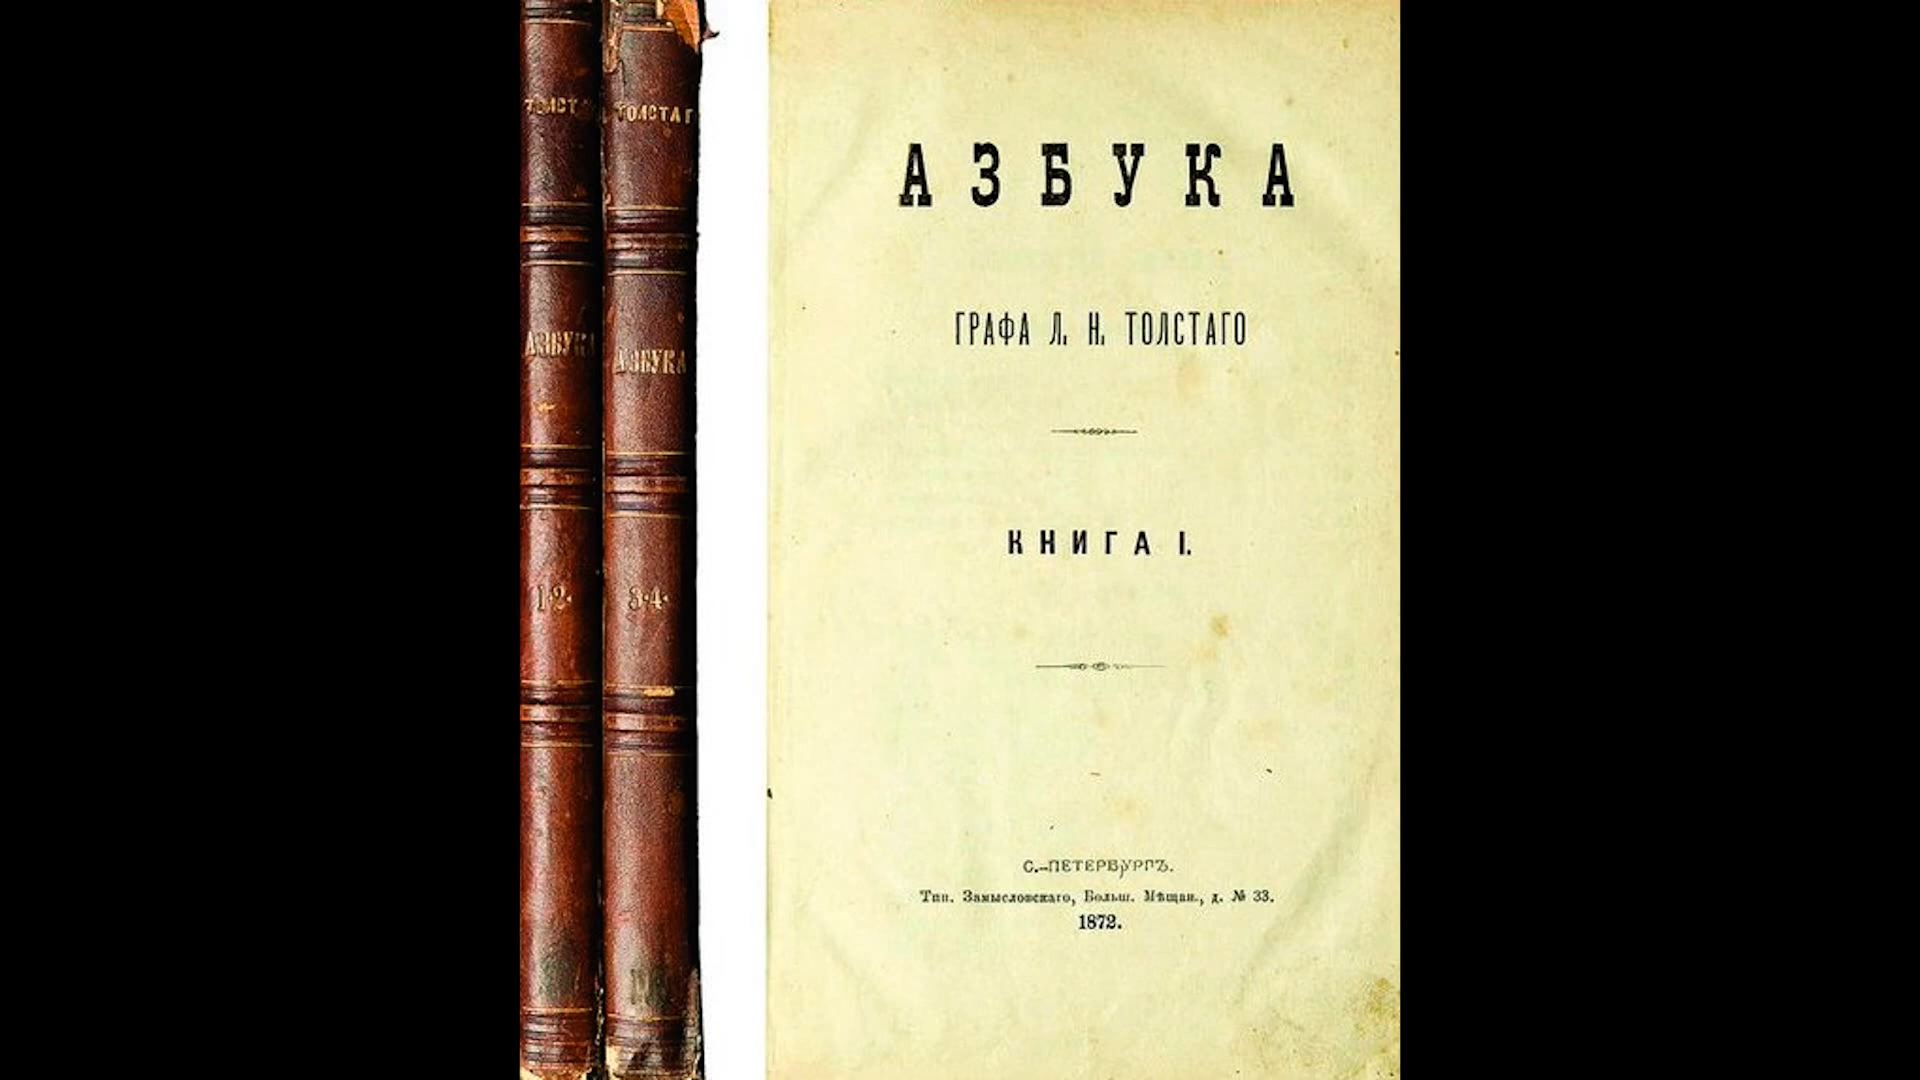 ТОЛСТ
АЗБУКА
1·2·
ТОЛСТАГ
АЗБУКА
3·4·
АЗБУКА
ГРАФА Л. Н. ТОЛСТАГО
КНИГА I.
С.-ПЕТЕРБУРГЪ.
Тип. Замысловскаго, Больш. Мѣщан., д. № 33.
1872.